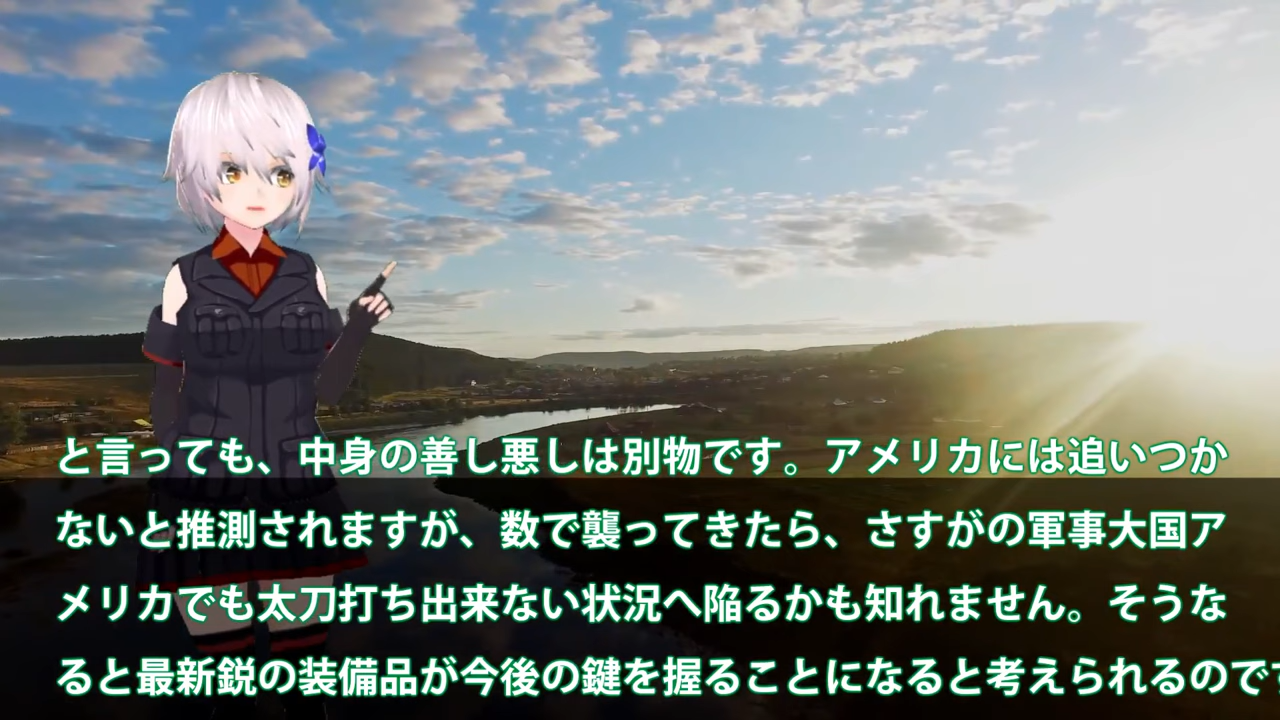 と言っても、中身の善し悪しは別物です。アメリカには追いつか
ないと推測されますが、数で襲ってきたら、さすがの軍事大国ア
メリカでも太刀打ち出来ない状況へ陥るかも知れません。そうな
ると最新鋭の装備品が今後の鍵を握ることになると考えられるのです